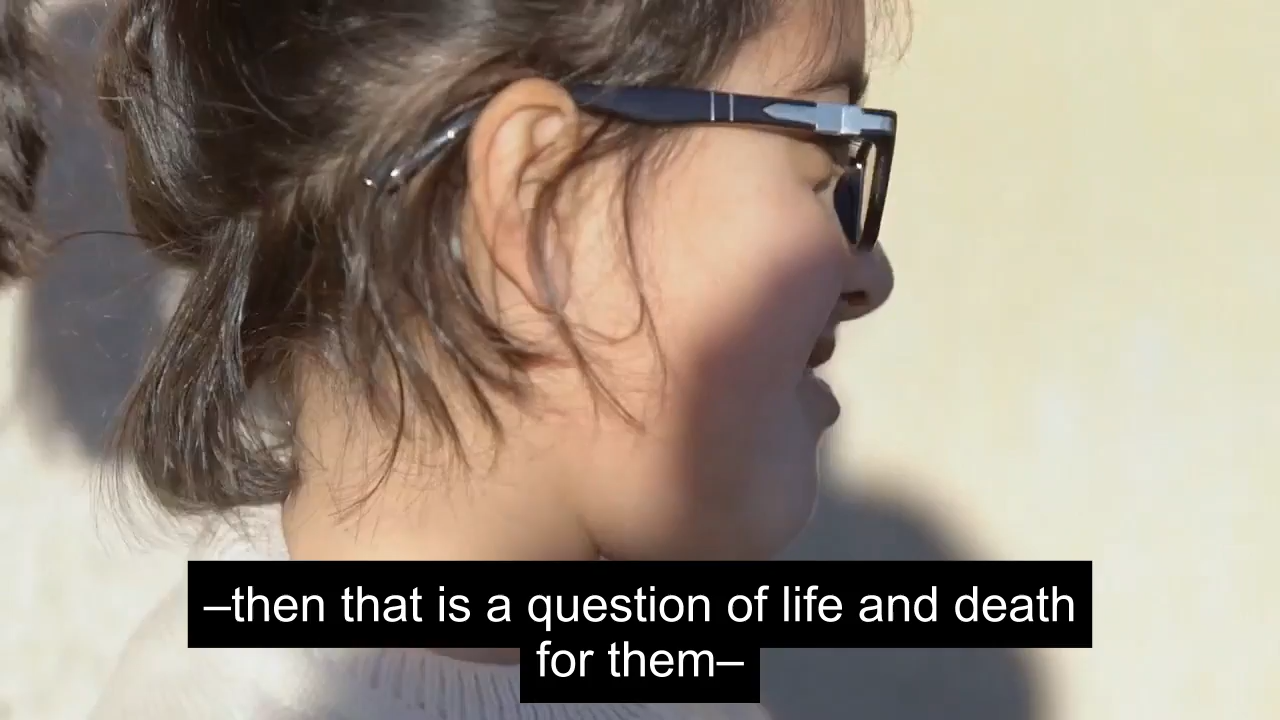 –then that is a question of life and death
for them–